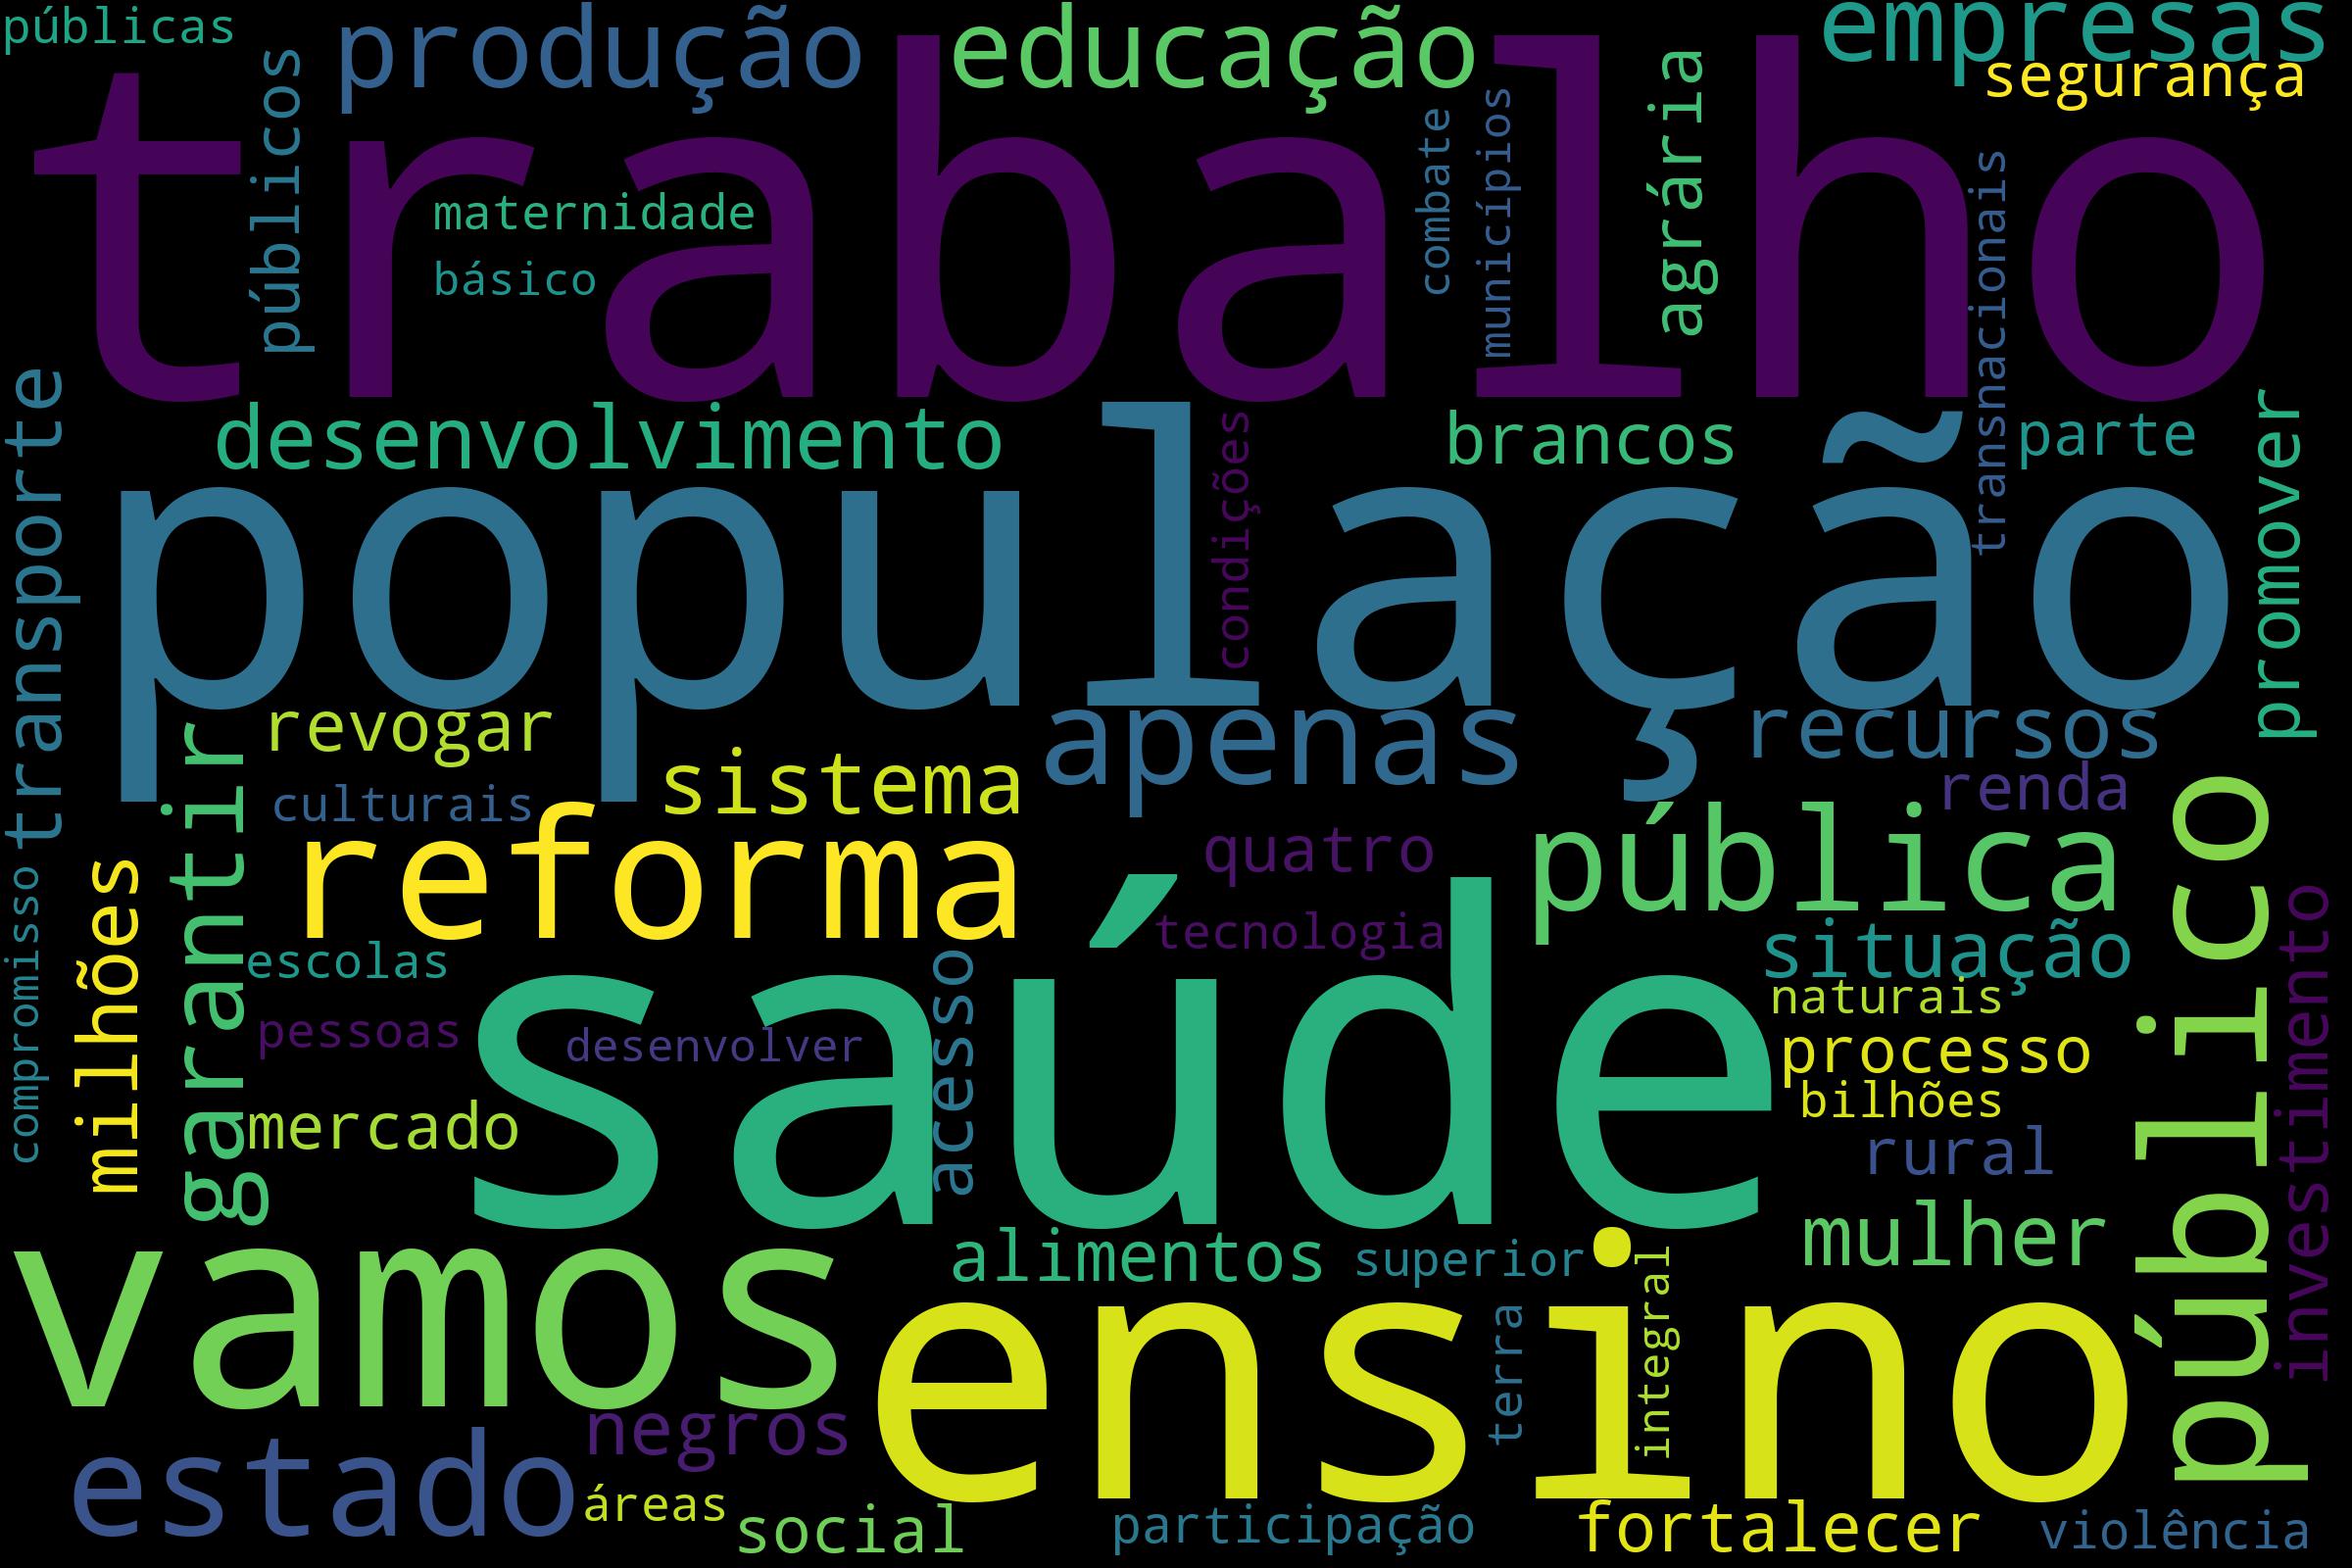 públicas
produção
educação
empresas
segurança
públicos
trabalho
maternidade
básico
combate
municípios
agrária
transnacionais
desenvolvimento
condições
brancos
parte
promover
transporte
população
revogar
apenas
recursos
sistema
culturais
renda
reforma
quatro
pública
garantir
milhões
compromisso
tecnologia
situação
público
escolas
acesso
saúde
naturais
pessoas
desenvolver
processo
investimento
bilhões
mercado
rural
mulher
vamos
alimentos
superior
integral
terra
ensino
negros
estado
áreas
social
participação
fortalecer
violência